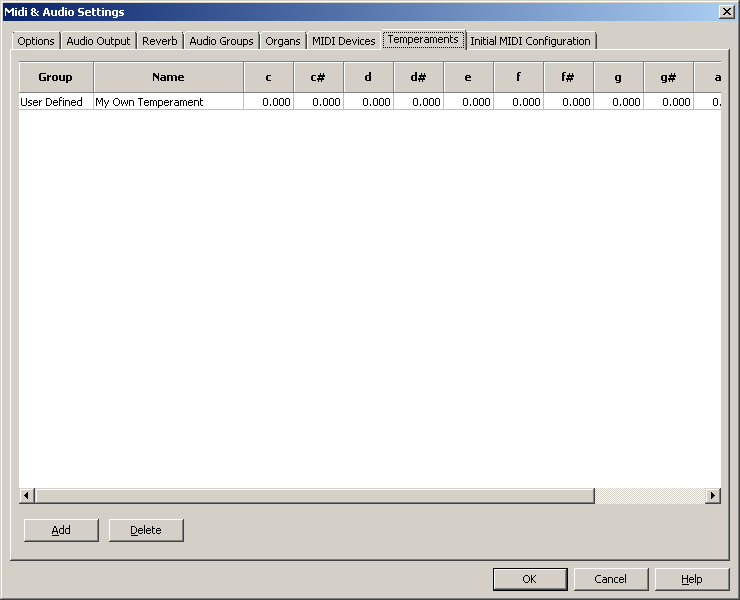 Midi & Audio Settings
Options Audio Output Reverb Audio Groups Organs MIDI Devices Temperaments Initial MIDI Configuration
Group Name c c# d d# e f f# g g# a
User Defined My Own Temperament 0.000 0.000 0.000 0.000 0.000 0.000 0.000 0.000 0.000 0.
Add Delete
OK Cancel Help